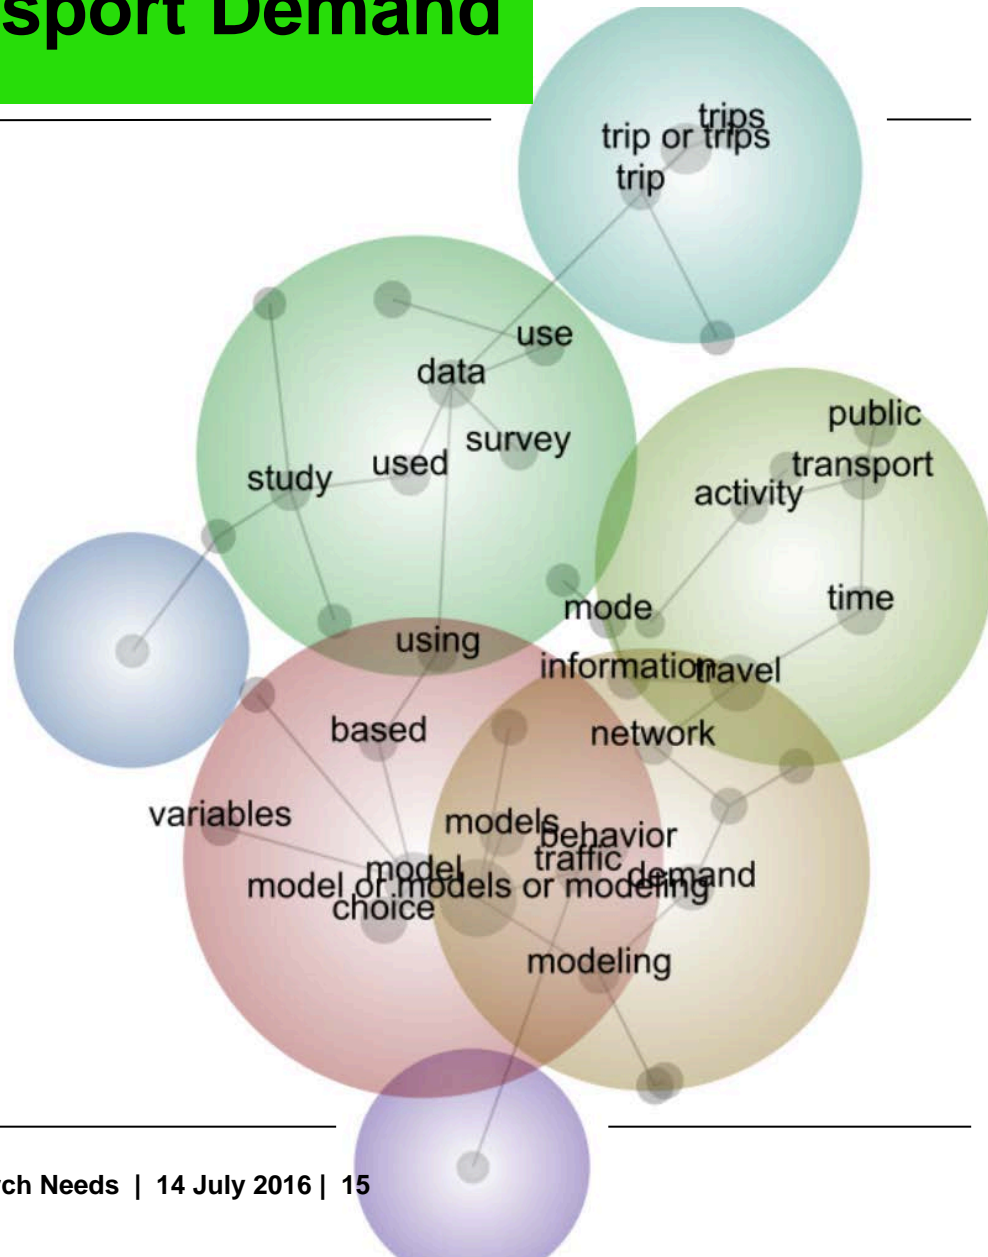 sport Demand
trips
trip or trips
trip
use
data
public
survey
transport
used
study
activity
time
mode
using
information
travel
based
network
variables
models
behavior
traffic
model
demand
model or models or modeling
choice
modeling
ch Needs | 14 July 2016 | 15